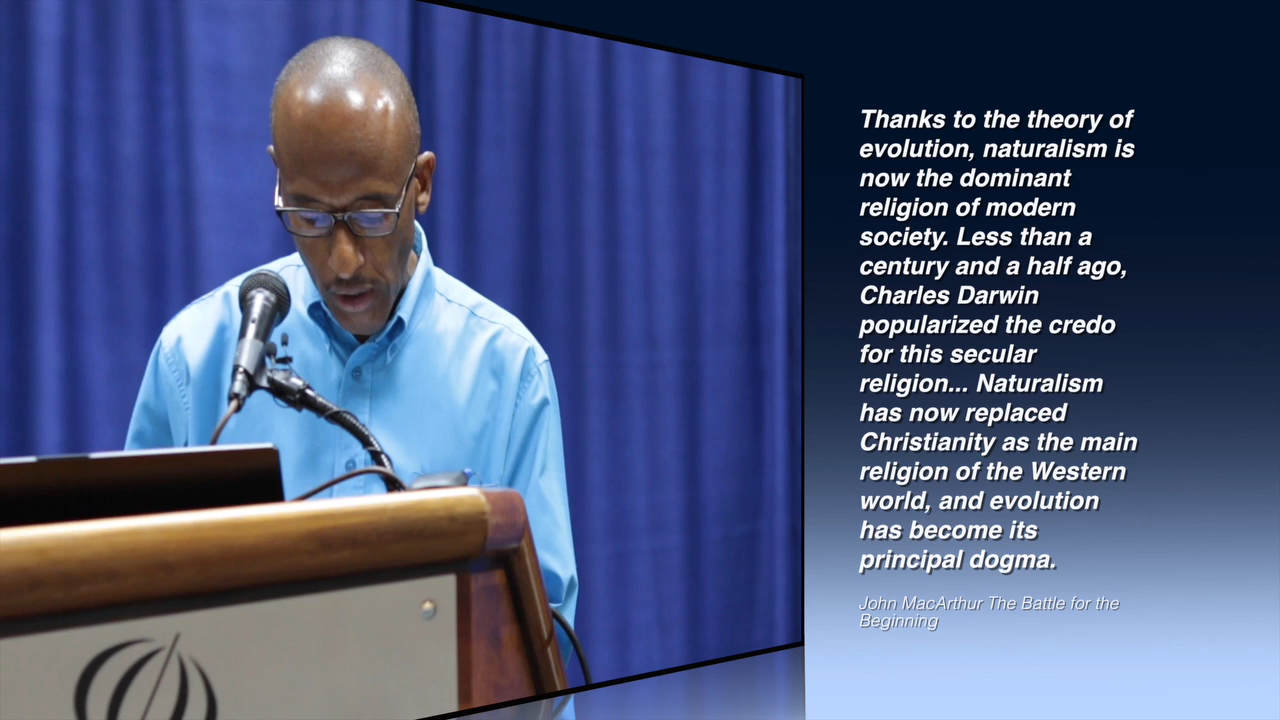 Thanks to the theory of
evolution, naturalism is
now the dominant
religion of modern
society. Less than a
century and a half ago,
Charles Darwin
popularized the credo
for this secular
religion... Naturalism
has now replaced
Christianity as the main
religion of the Western
world, and evolution
has become its
principal dogma.
John MacArthur The Battle for the
Beginning